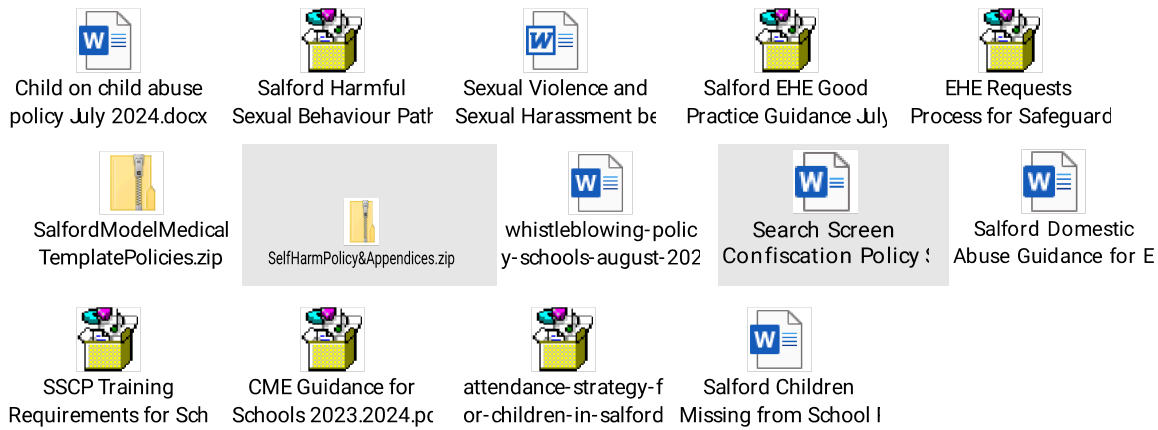 Child on child abuse
policy July 2024.docx
Salford Harmful
Sexual Behaviour Path
Sexual Violence and
Sexual Harassment be
Salford EHE Good
Practice Guidance July
EHE Requests
Process for Safeguard
SalfordModelMedical
TemplatePolicies.zip
SelfHarmPolicy&Appendices.zip
whistleblowing-polic
y-schools-august-202
Search Screen
Confiscation Policy
Salford Domestic
Abuse Guidance for E
SSCP Training
Requirements for Sch
CME Guidance for
Schools 2023.2024.pd
attendance-strategy-f
or-children-in-salford
Salford Children
Missing from School